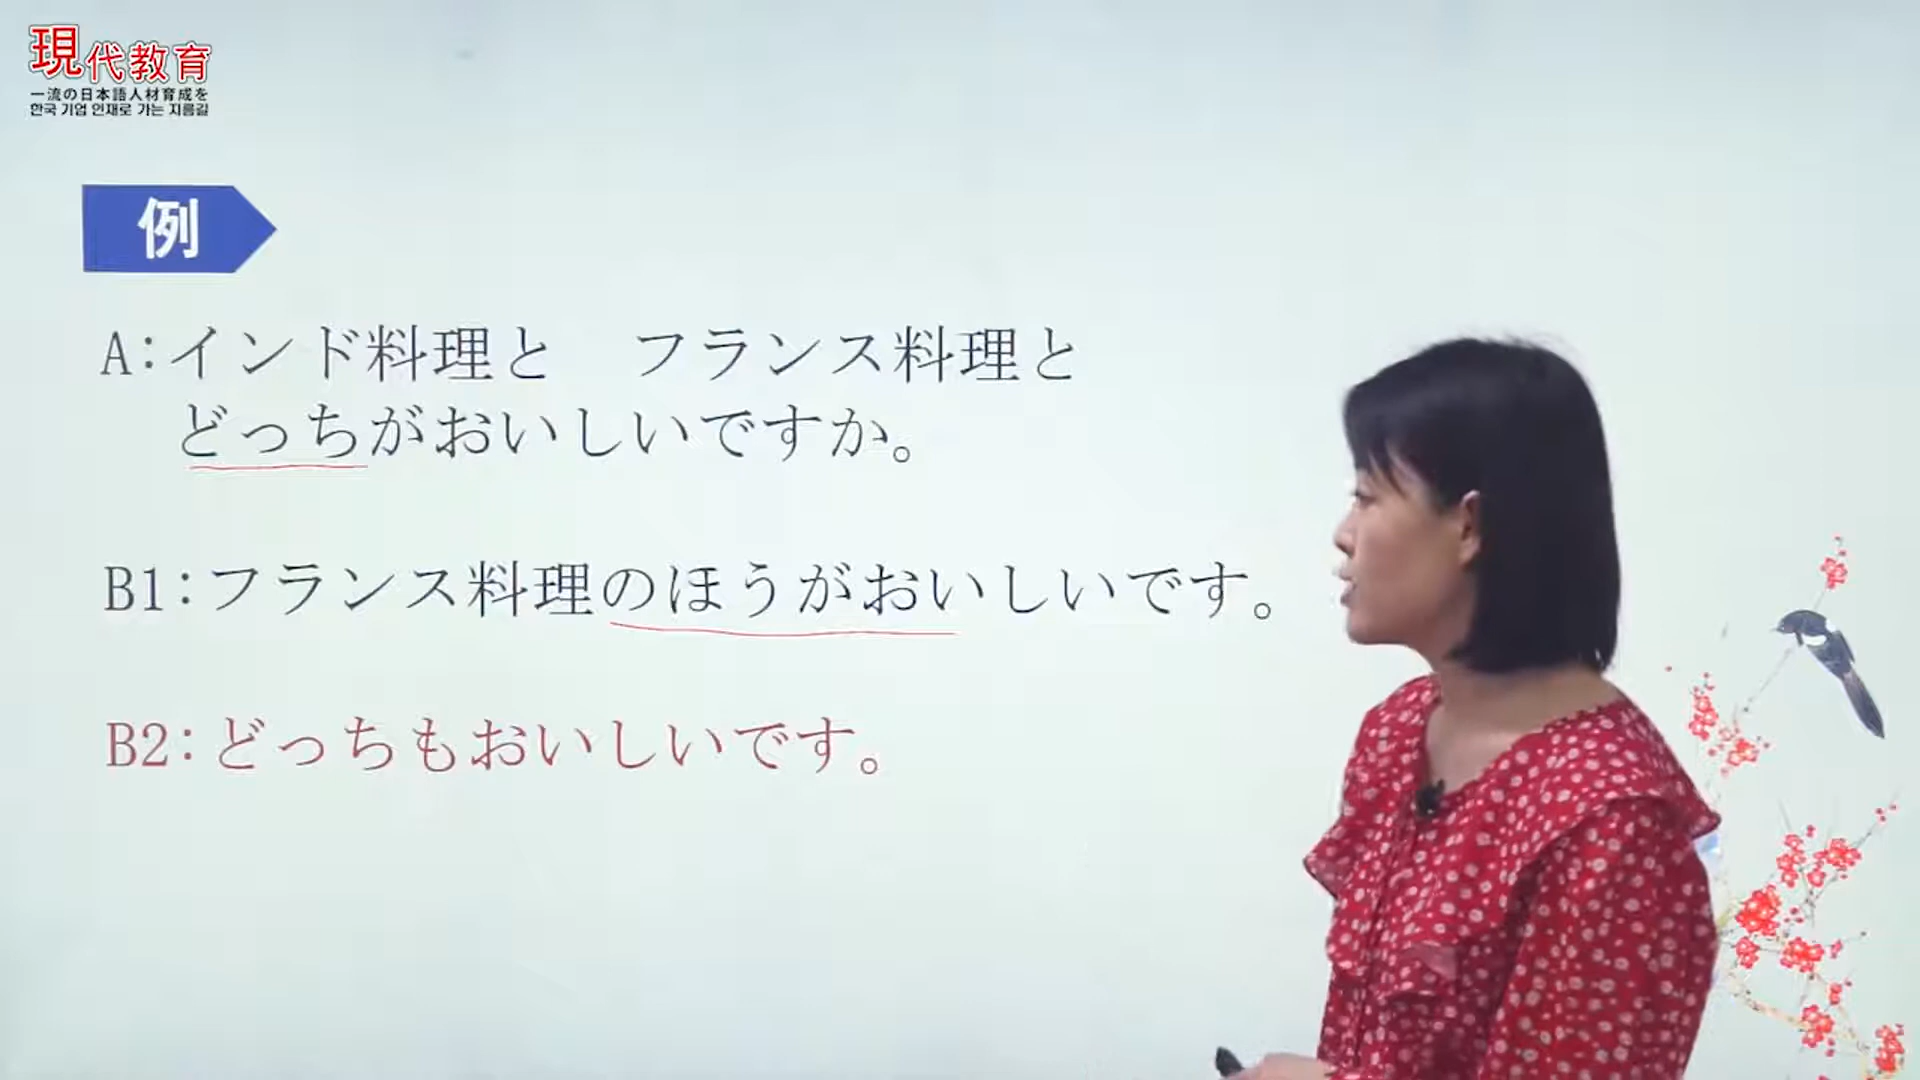 現代教育
一流の日本語人材育成を
한국 기업 인재로 가는 지름길
例
A:インド料理と　フランス料理と
どっちがおいしいですか。
B1:フランス料理のほうがおいしいです。
B2:どっちもおいしいです。